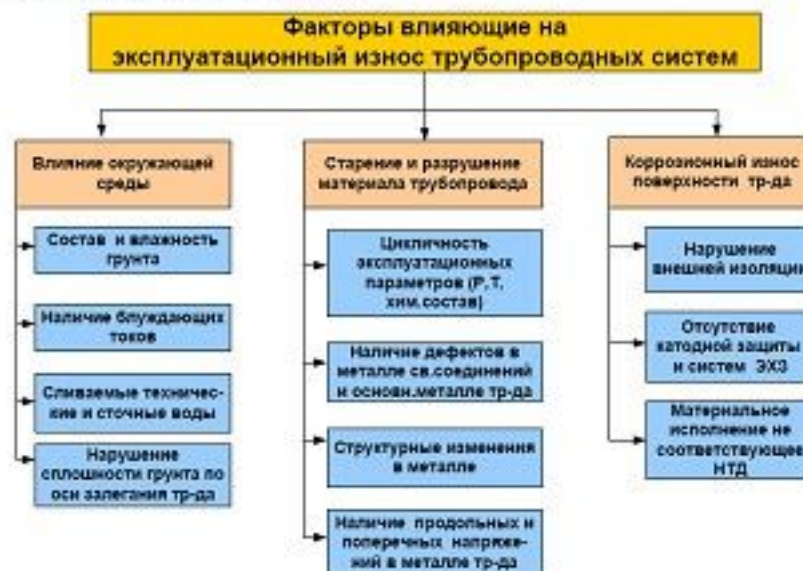 Факторы влияющие на
эксплуатационный износ трубопроводных систем
Влияние окружающей
среды
Состав и влажность
грунта
Наличие блуждающих
токов
Сливаемые техничес-
кие и сточные воды
Нарушение
сплошности грунта по
оси залегания тр-да
Старение и разрушение
материала трубопровода
Цикличность
эксплуатационных
параметров (Р,Т,
хим.состав)
Наличие дефектов в
металле св.соединений
и основн.металле тр-да
Структурные изменения
в металле
Наличие продольных и
поперечных напряже-
ний в металле тр-да
Коррозионный износ
поверхности тр-да
Нарушение
внешней изоляции
Отсутствие
катодной защиты
и систем ЭХЗ
Материальное
исполнение не
соответствующее
НТД